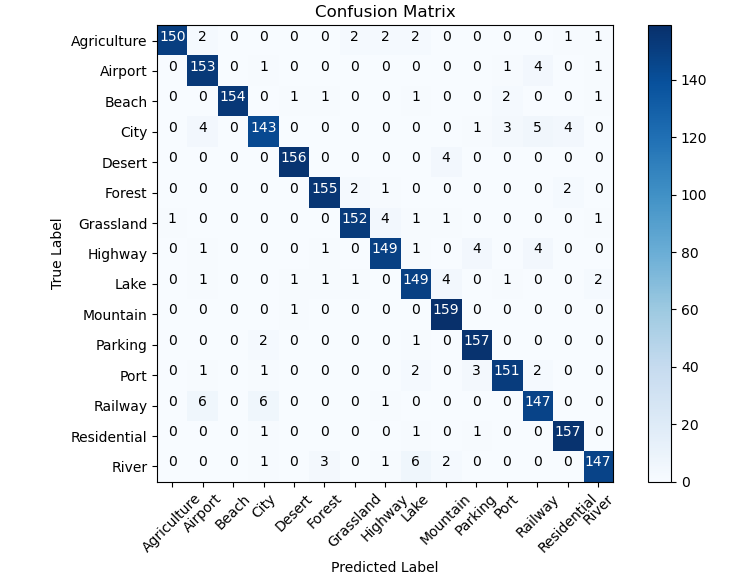 Confusion Matrix
Agriculture 150 2 0 0 0 0 2 2 2 0 0 0 0 1 1
Airport 0 153 0 1 0 0 0 0 0 0 0 1 4 0 1
Beach 0 0 154 0 1 1 0 0 1 0 0 2 0 0 1
City 0 4 0 143 0 0 0 0 0 0 1 3 5 4 0
Desert 0 0 0 0 156 0 0 0 0 4 0 0 0 0 0
Forest 0 0 0 0 0 155 2 1 0 0 0 0 0 2 0
Grassland 1 0 0 0 0 0 152 4 1 1 0 0 0 0 1
Highway 0 1 0 0 0 1 0 149 1 0 4 0 4 0 0
Lake 0 1 0 0 1 1 1 0 149 4 0 1 0 0 2
Mountain 0 0 0 0 1 0 0 0 0 159 0 0 0 0 0
Parking 0 0 0 2 0 0 0 0 1 0 157 0 0 0 0
Port 0 1 0 1 0 0 0 0 2 0 3 151 2 0 0
Railway 0 6 0 6 0 0 0 1 0 0 0 0 147 0 0
Residential 0 0 0 1 0 0 0 0 1 0 1 0 0 157 0
River 0 0 0 1 0 3 0 1 6 2 0 0 0 0 147
Agriculture Airport Beach City Desert Forest Grassland Highway Lake Mountain Parking Port Railway Residential River
Predicted Label
True Label
140
120
100
80
60
40
20
0